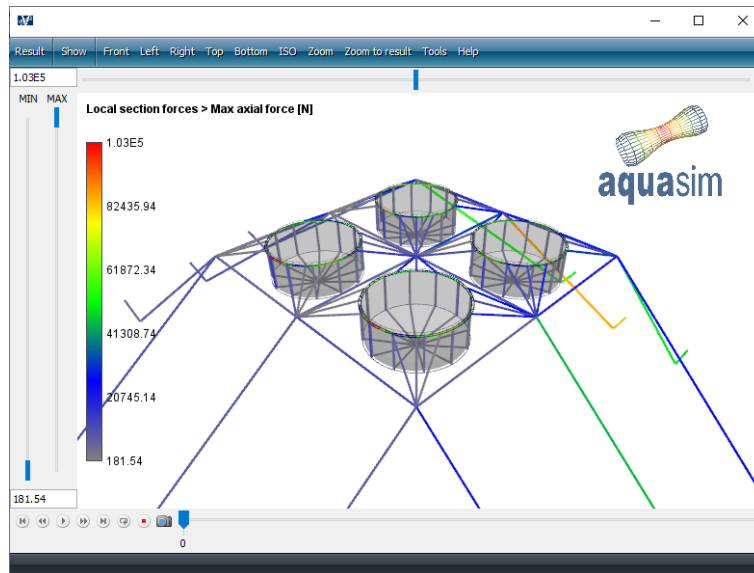 Result Show Front Left Right Top Bottom ISO Zoom Zoom to result Tools Help
1.03E5
MIN MAX
Local section forces > Max axial force [N]
1.03E5
82435.94
61872.34
41308.74
20745.14
181.54
aquasim
181.54
0